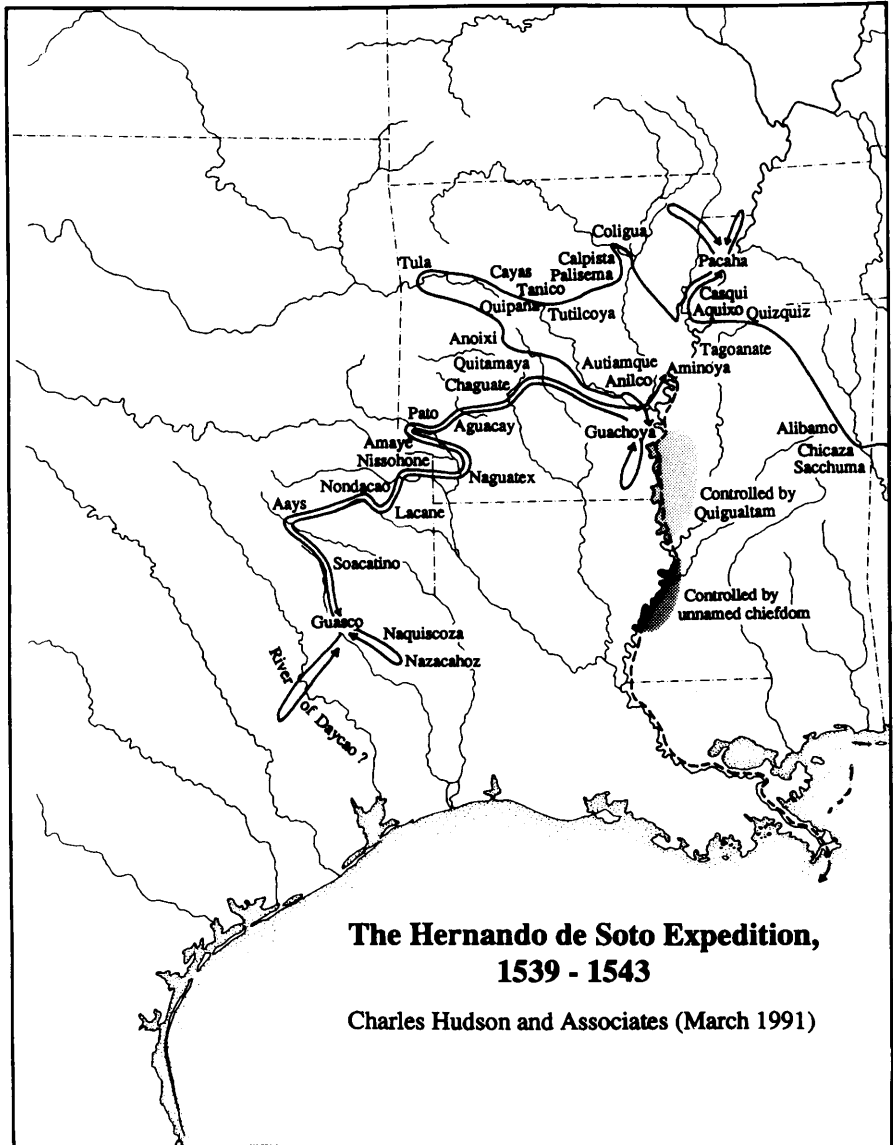 Coligua
Tula
Calpista
Cayas
Palisema
Pacaha
Tanico
Casqui
Quipana
Tutilcoya
Aquixo
Quizquiz
Anoixi
Tagoanate
Quitamaya
Autiamque
Aminoya
Chaguate
Anilco
Pato
Aguacay
Guachoya
Alibamo
Amaye
Chicaza
Nissohone
Sacchuma
Naguatex
Nondacao
Aays
Lacane
Controlled by
Quigualtam
Soacatino
Controlled by
unnamed chiefdom
Guasco
Naquiscoza
Nazacahoz
River
of Daycao ?
The Hernando de Soto Expedition,
1539 - 1543
Charles Hudson and Associates (March 1991)